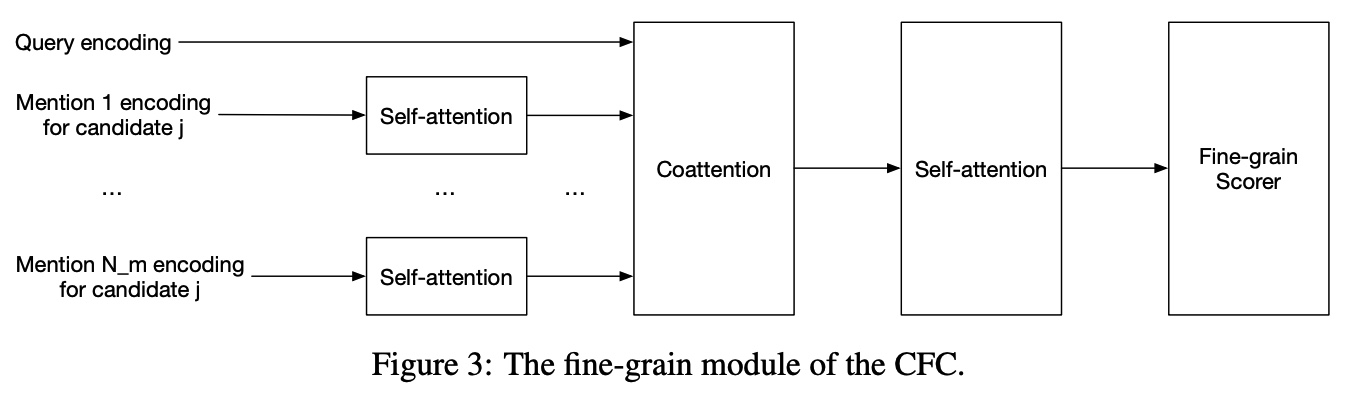 Query encoding
Mention 1 encoding
for candidate j
Self-attention
...
...
...
Mention N_m encoding
for candidate j
Self-attention
Coattention
Self-attention
Fine-grain
Scorer
Figure 3: The fine-grain module of the CFC.